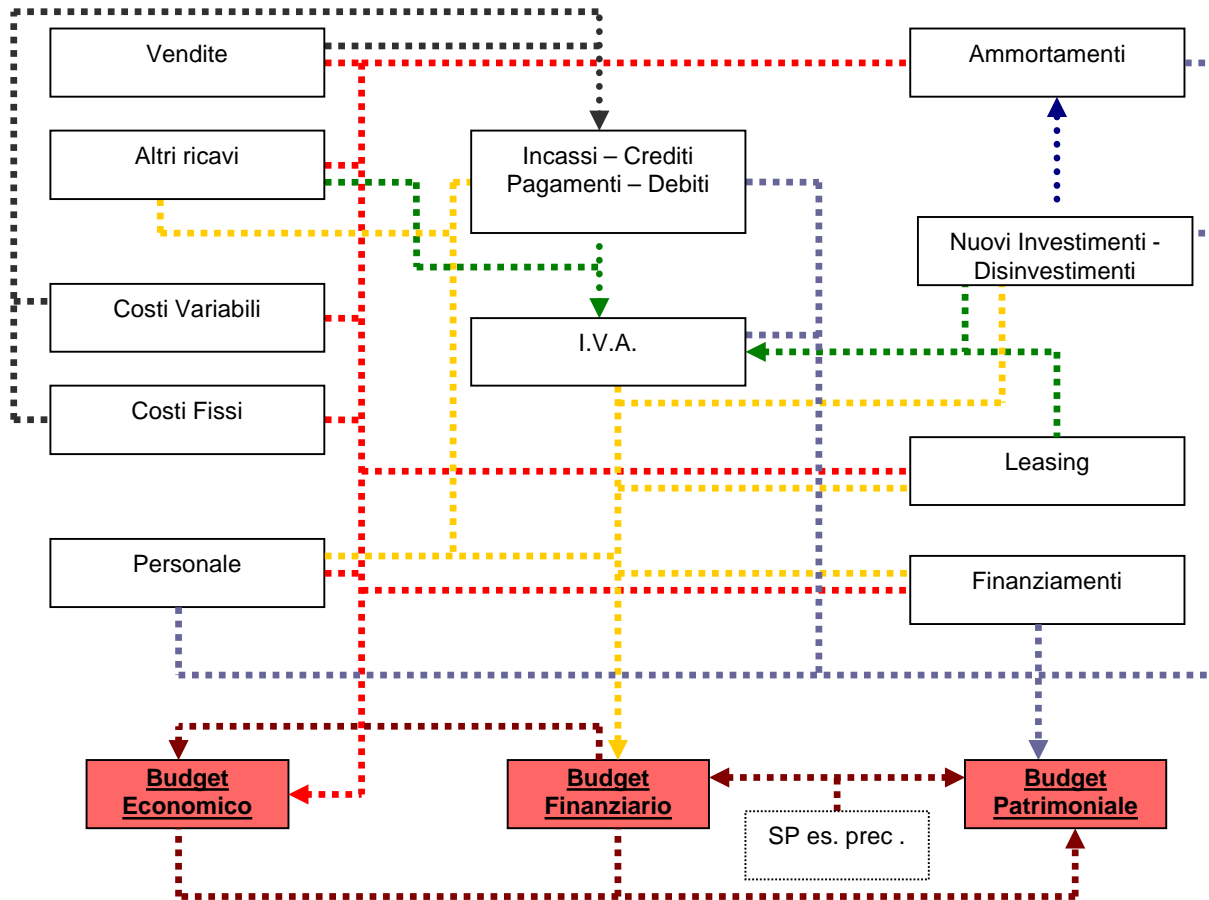 Vendite
Ammortamenti
Altri ricavi
Incassi – Crediti
Pagamenti – Debiti
Nuovi Investimenti -
Disinvestimenti
Costi Variabili
I.V.A.
Costi Fissi
Leasing
Personale
Finanziamenti
Budget
Economico
Budget
Finanziario
Budget
Patrimoniale
SP es. prec .